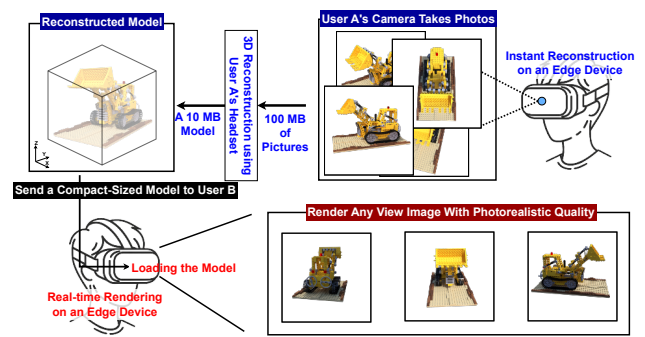 Reconstructed Model
User A's Camera Takes Photos
3D Reconstruction using
User A's Headset
Instant Reconstruction
on an Edge Device
A 10 MB
Model
100 MB
of
Pictures
Z
Y
X
Send a Compact-Sized Model to User B
Render Any View Image With Photorealistic Quality
Loading the Model
Real-time Rendering
on an Edge Device